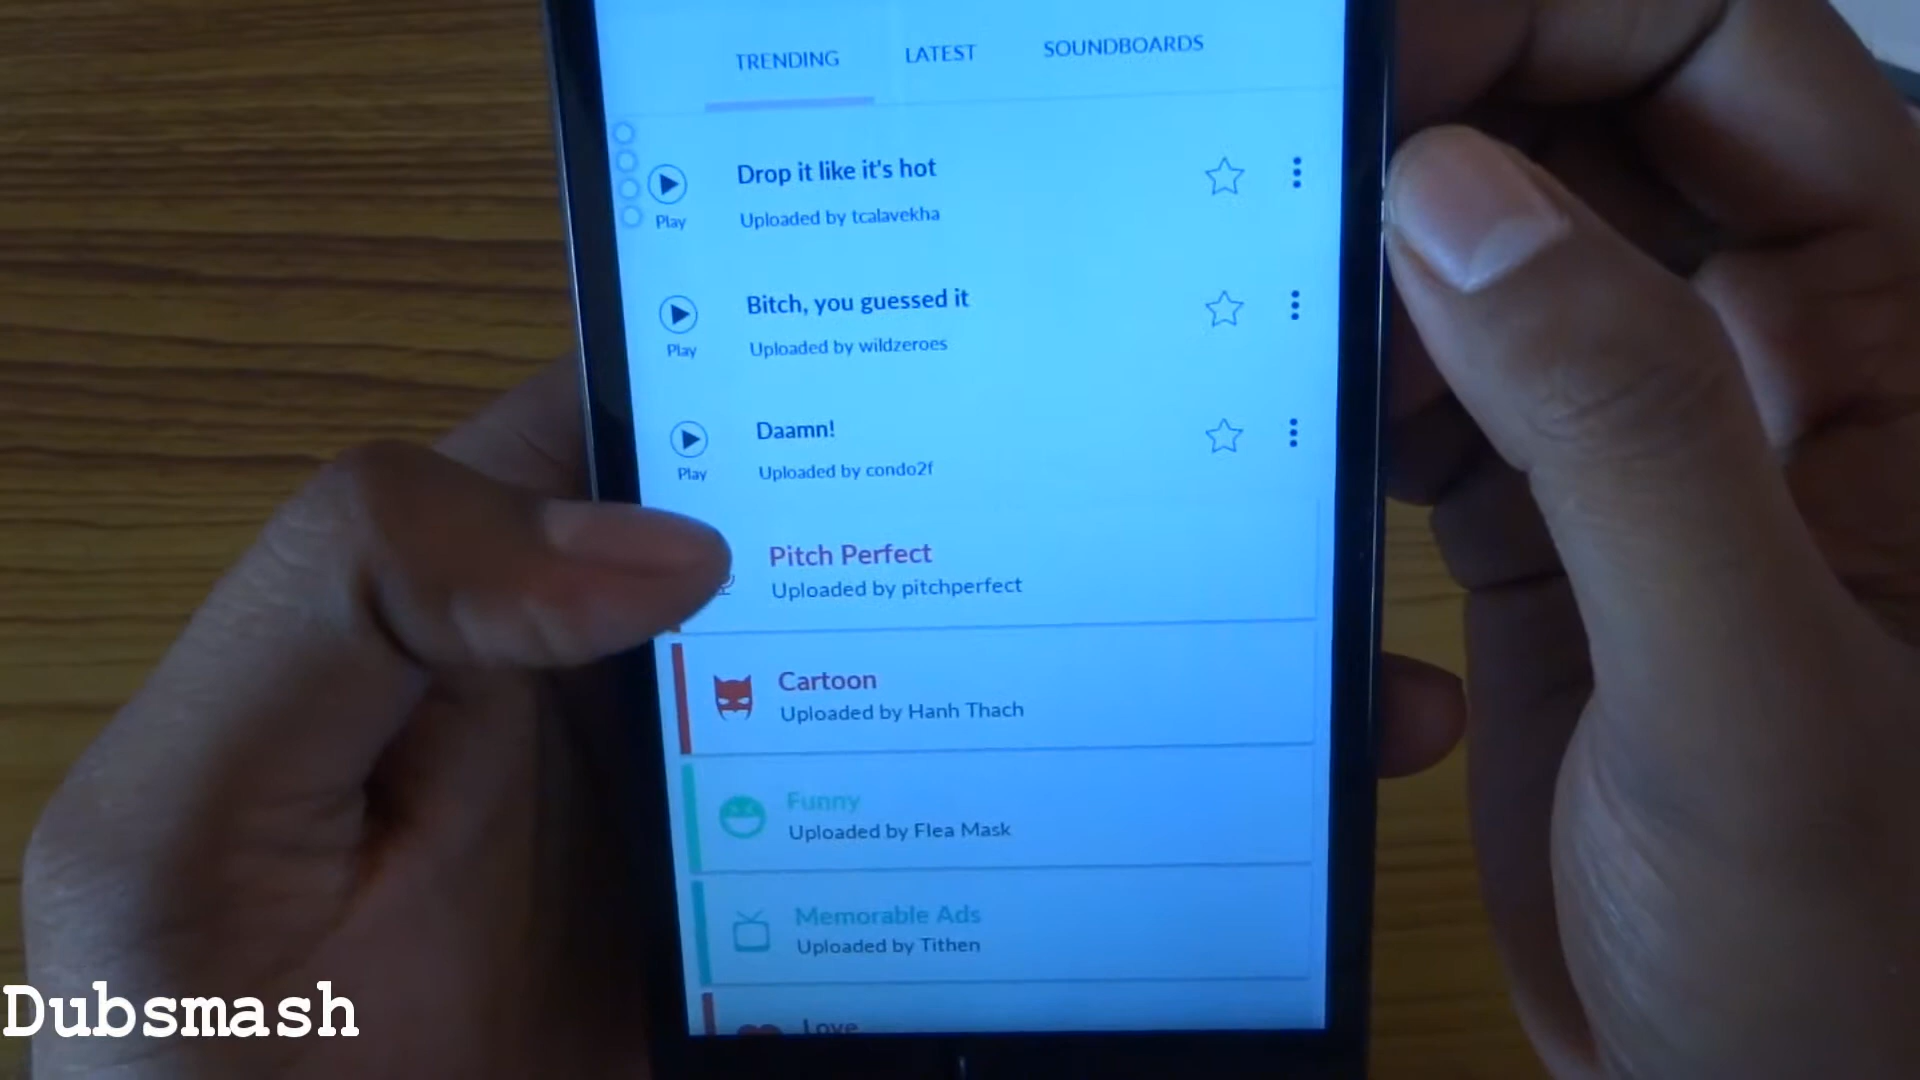 TRENDING
LATEST
SOUNDBOARDS
Drop it like it's hot
Uploaded by tcalavekha
Play
Bitch, you guessed it
Uploaded by wildzeroes
Play
Daamn!
Uploaded by condo2f
Play
Pitch Perfect
Uploaded by pitchperfect
Cartoon
Uploaded by Hanh Thach
Funny
Uploaded by Flea Mask
Memorable Ads
Uploaded by Tithen
Love
Dubsmash